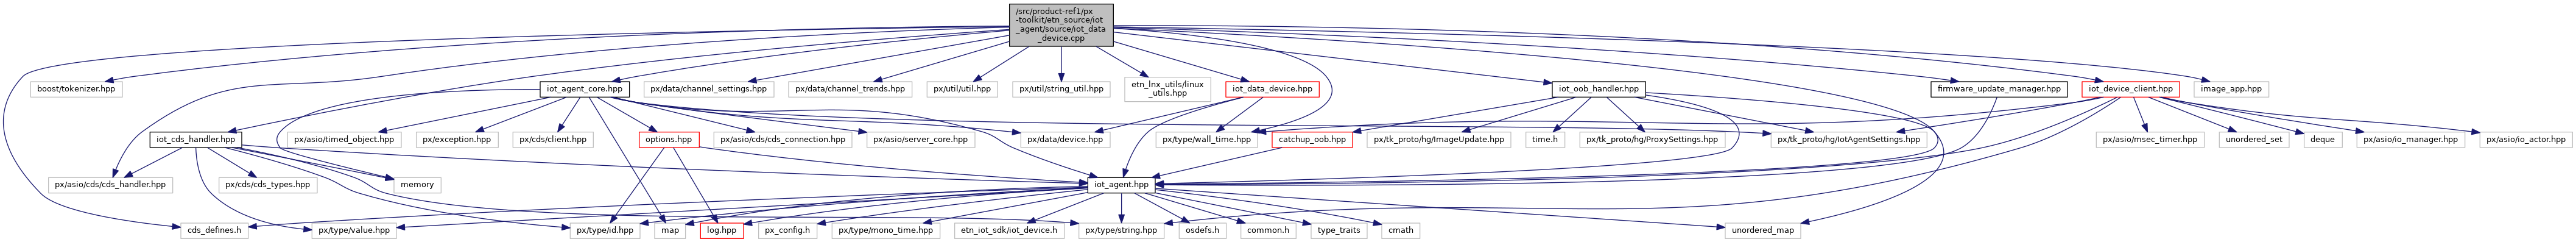 /src/product-ref1/px
-toolkit/etn_source/iot
_agent/source/iot_data
_device.cpp
boost/tokenizer.hpp
iot_agent_core.hpp
px/data/channel_settings.hpp
px/data/channel_trends.hpp
px/util/util.hpp
px/util/string_util.hpp
etn_lnx_utils/linux
_utils.hpp
iot_data_device.hpp
iot_oob_handler.hpp
firmware_update_manager.hpp
iot_device_client.hpp
image_app.hpp
iot_cds_handler.hpp
px/asio/timed_object.hpp
px/exception.hpp
px/cds/client.hpp
options.hpp
px/asio/cds/cds_connection.hpp
px/asio/server_core.hpp
px/data/device.hpp
px/type/wall_time.hpp
catchup_oob.hpp
px/tk_proto/hg/ImageUpdate.hpp
time.h
px/tk_proto/hg/ProxySettings.hpp
px/tk_proto/hg/IotAgentSettings.hpp
px/asio/msec_timer.hpp
unordered_set
deque
px/asio/io_manager.hpp
px/asio/io_actor.hpp
px/asio/cds/cds_handler.hpp
px/cds/cds_types.hpp
memory
iot_agent.hpp
cds_defines.h
px/type/value.hpp
px/type/id.hpp
map
log.hpp
px_config.h
px/type/mono_time.hpp
etn_iot_sdk/iot_device.h
px/type/string.hpp
osdefs.h
common.h
type_traits
cmath
unordered_map